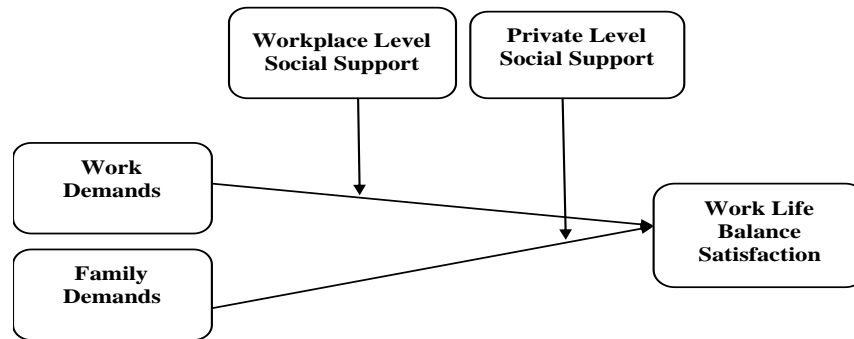 Workplace Level
Social Support
Private Level
Social Support
Work
Demands
Family
Demands
Work Life
Balance
Satisfaction